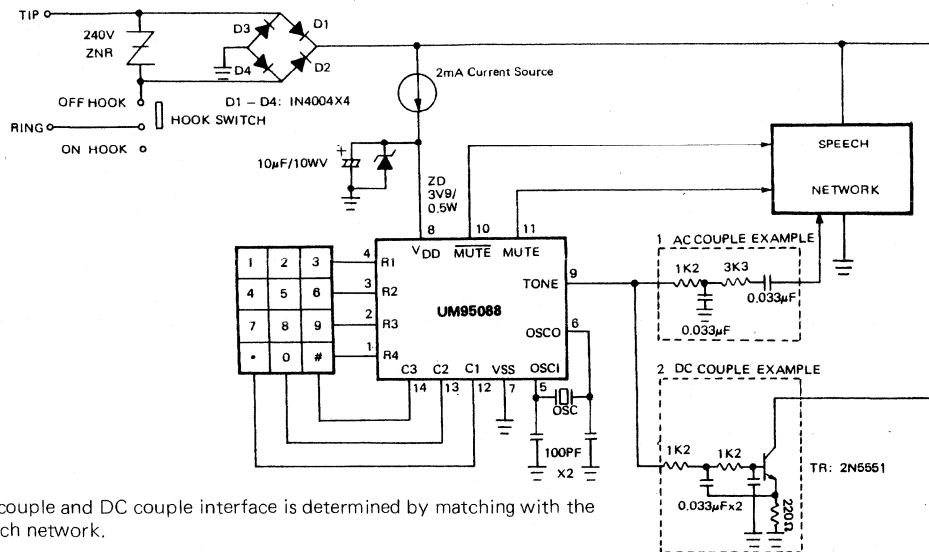 TIP
240V
ZNR
D3
D1
D4
D2
OFF HOOK
D1 – D4: IN4004X4
HOOK SWITCH
RING
ON HOOK
2mA Current Source
+
10µF/10WV
ZD
3V9/
0.5W
SPEECH
NETWORK
8
10
11
VDD
MUTE
MUTE
1 2 3
4 5 6
7 8 9
• 0 #
4
R1
3
R2
2
R3
1
R4
UM95088
TONE
9
OSCO
6
C3 C2 C1 VSS OSCI
14
13
12
7
5
OSC
100PF
X2
1 AC COUPLE EXAMPLE
1K2
3K3
0.033µF
0.033µF
2 DC COUPLE EXAMPLE
1K2
1K2
0.033µFx2
220Ω
TR: 2N5551
couple and DC couple interface is determined by matching with the
ch network.